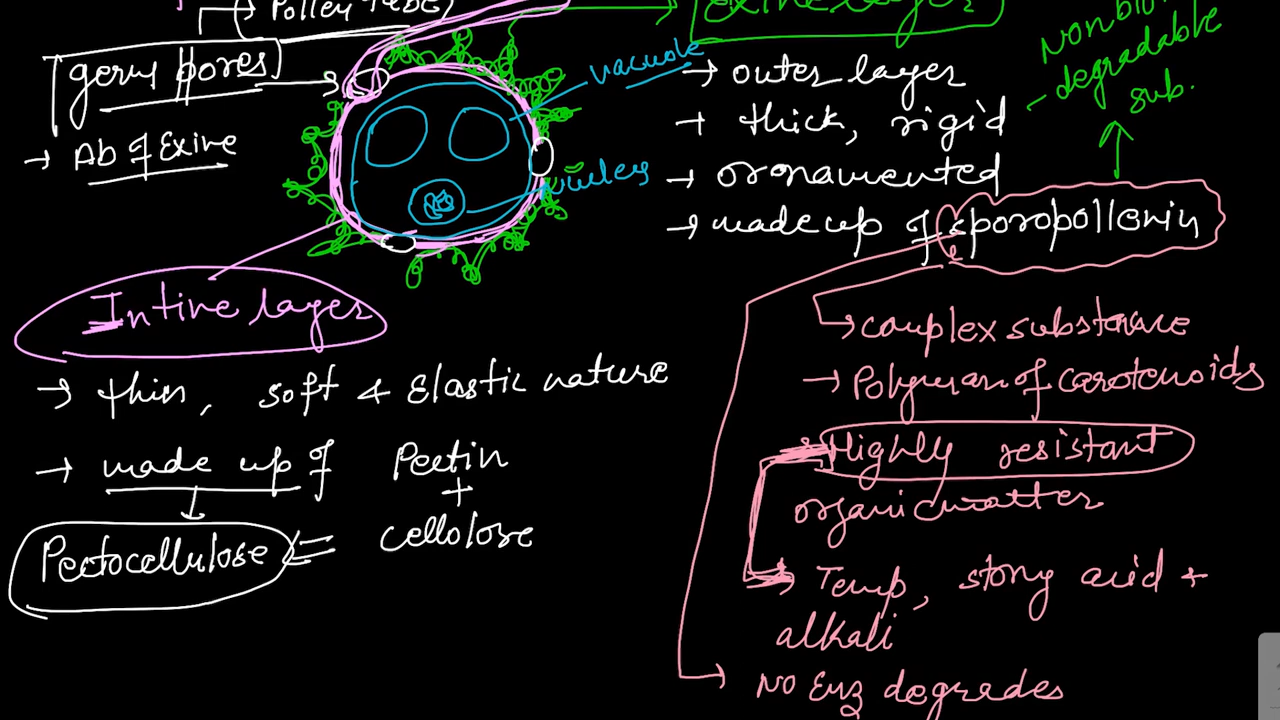 Pollen tube
germ pores
→ Ab of Exine
vacuole
nucleus
Exine layer
→ outer layer
→ thick, rigid
→ ornamented
→ made up of sporopollenin
Non bio
- degradable
sub.
Intine layer
→ thin, soft & Elastic nature
→ made up of Pectin
+
cellolose
Pectocellulose =
→ complex substance
→ Polymer of carotenoids
→ Highly resistant
organic matter
→ Temp, strong acid +
alkali
→ No Enz degrades